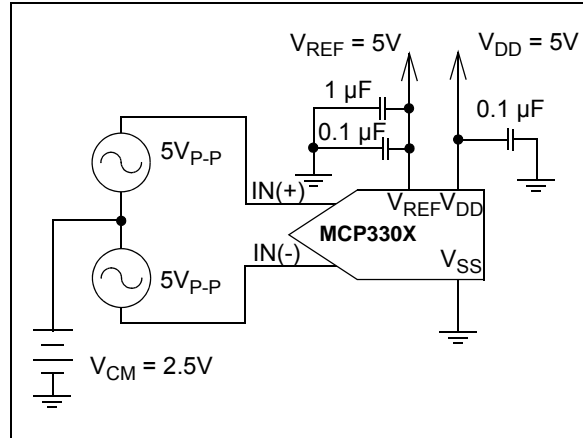 V_REF = 5V
V_DD = 5V
1 µF
0.1 µF
0.1 µF
5V_P-P
IN(+)
V_REF V_DD
MCP330X
IN(-)
V_SS
5V_P-P
V_CM = 2.5V